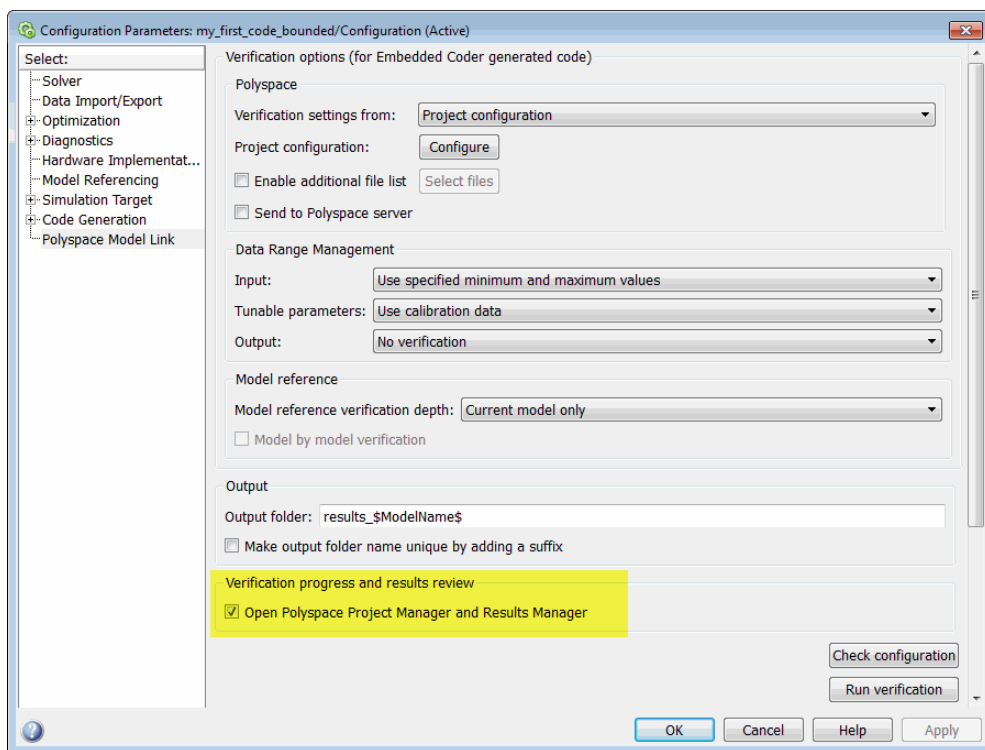 Configuration Parameters: my_first_code_bounded/Configuration (Active)
Select:
Solver
Data Import/Export
Optimization
Diagnostics
Hardware Implementat...
Model Referencing
Simulation Target
Code Generation
Polyspace Model Link
Verification options (for Embedded Coder generated code)
Polyspace
Verification settings from: Project configuration
Project configuration: Configure
Enable additional file list Select files
Send to Polyspace server
Data Range Management
Input: Use specified minimum and maximum values
Tunable parameters: Use calibration data
Output: No verification
Model reference
Model reference verification depth: Current model only
Model by model verification
Output
Output folder: results_$ModelName$
Make output folder name unique by adding a suffix
Verification progress and results review
Open Polyspace Project Manager and Results Manager
Check configuration
Run verification
OK Cancel Help Apply